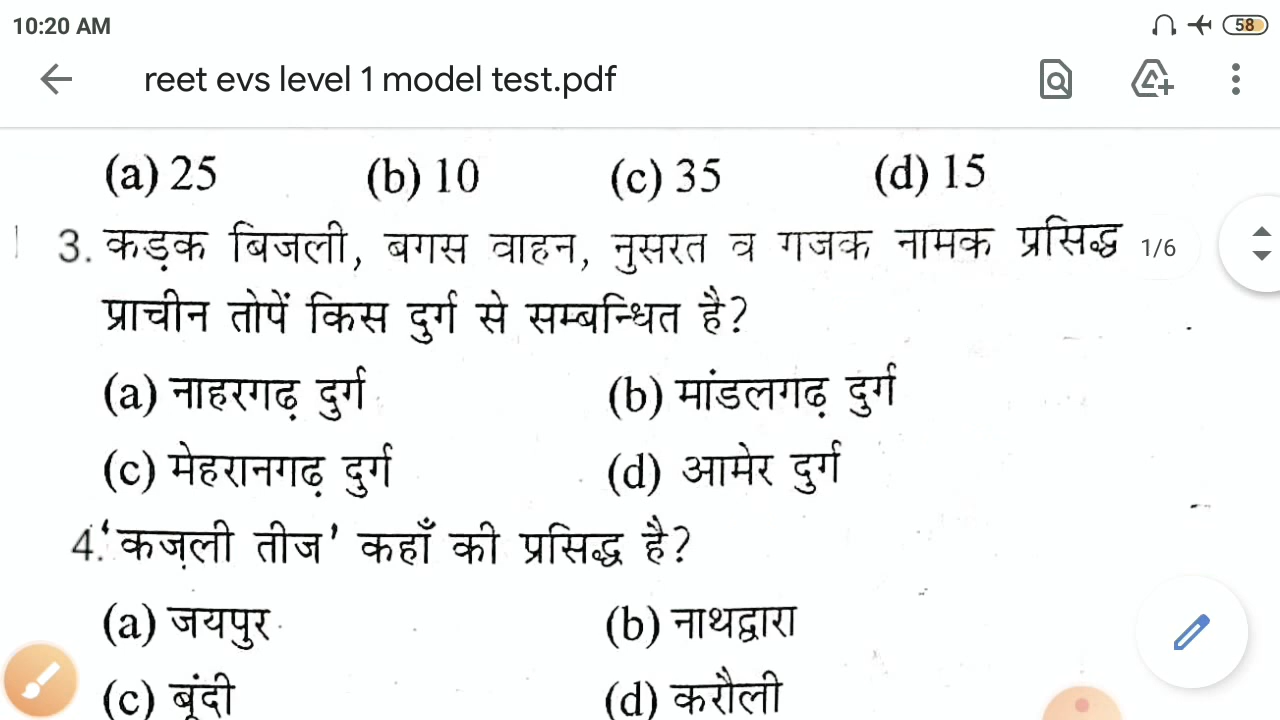 10:20 AM
58
reet evs level 1 model test.pdf
(a) 25 (b) 10 (c) 35 (d) 15
3. कड़क बिजली, बगस वाहन, नुसरत व गजक नामक प्रसिद्ध
1/6
प्राचीन तोपें किस दुर्ग से सम्बन्धित है?
(a) नाहरगढ़ दुर्ग (b) मांडलगढ़ दुर्ग
(c) मेहरानगढ़ दुर्ग (d) आमेर दुर्ग
4. ‘कज़ली तीज’ कहाँ की प्रसिद्ध है?
(a) जयपुर (b) नाथद्वारा
(c) बूंदी (d) करौली